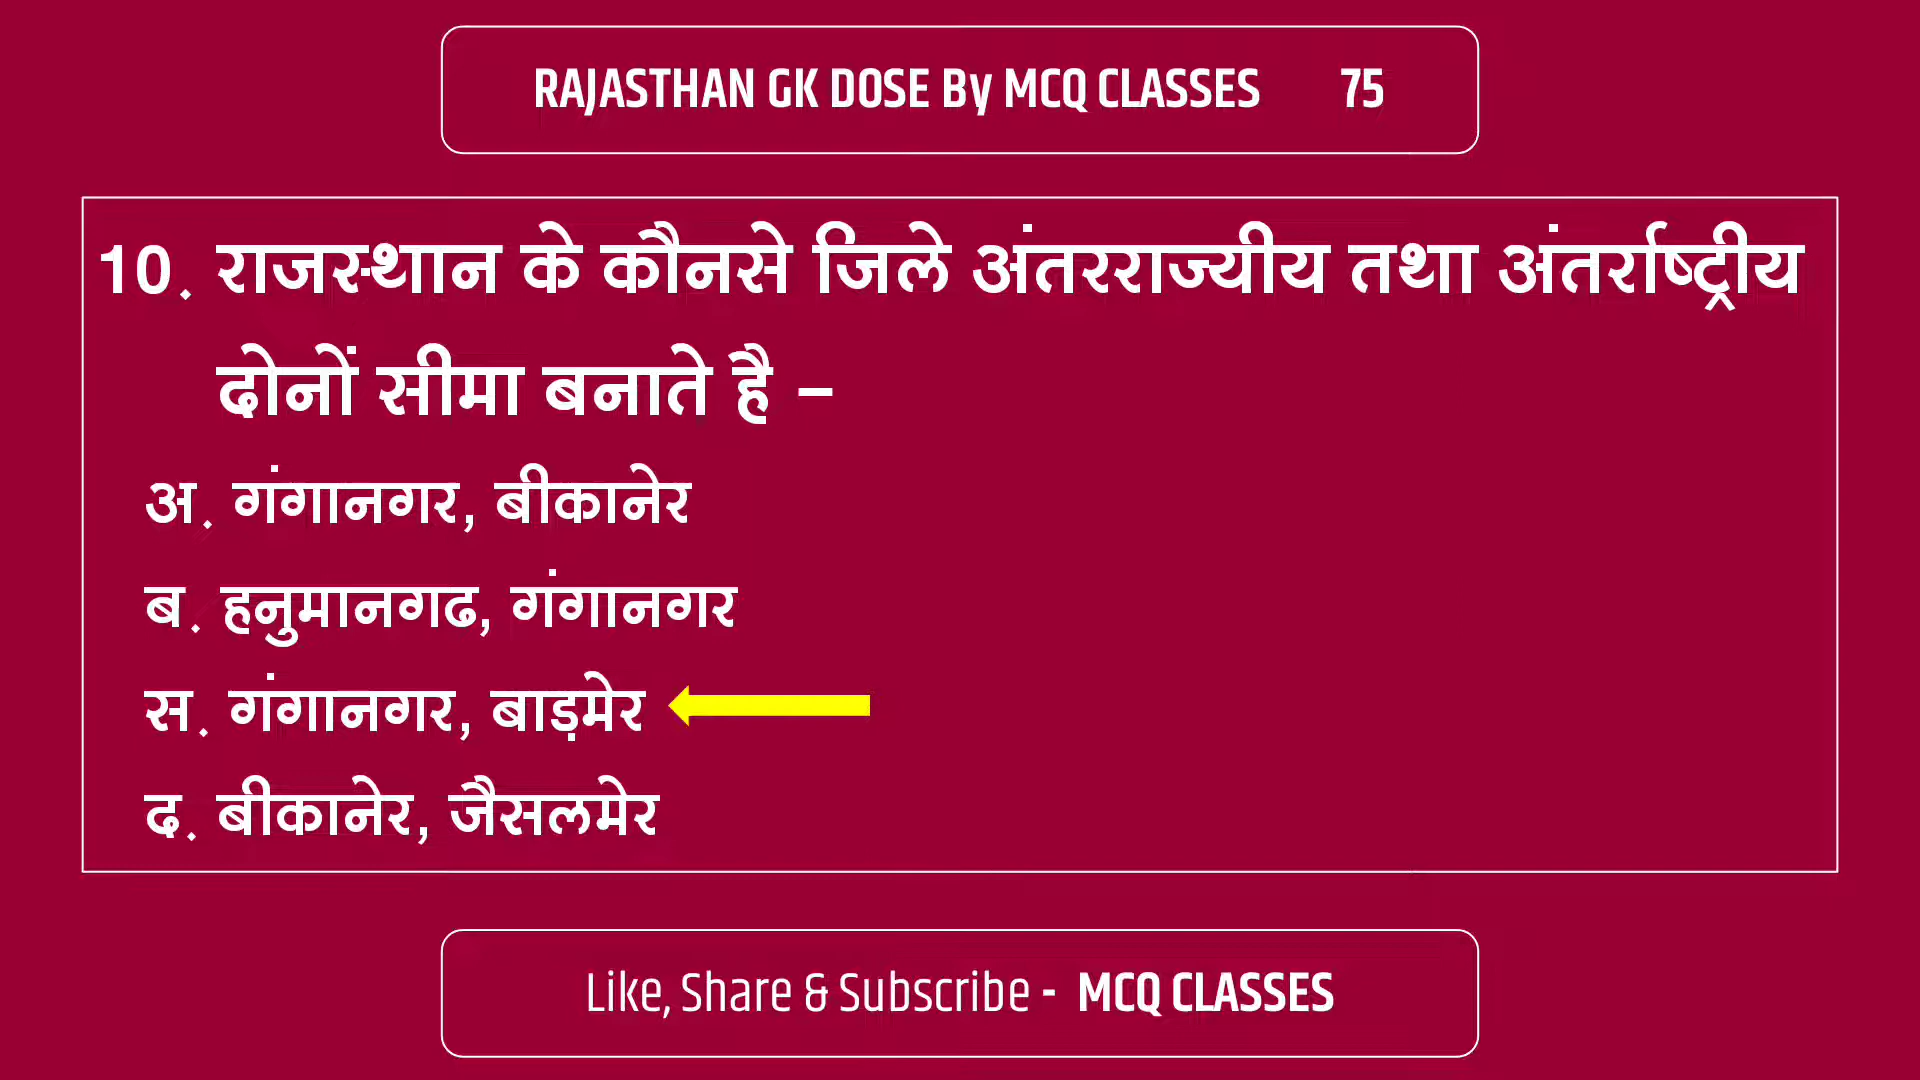 RAJASTHAN GK DOSE By MCQ CLASSES 75
10. राजस्थान के कौनसे जिले अंतरराज्यीय तथा अंतर्राष्ट्रीय
दोनों सीमा बनाते है –
अ. गंगानगर, बीकानेर
ब. हनुमानगढ, गंगानगर
स. गंगानगर, बाड़मेर
द. बीकानेर, जैसलमेर
Like, Share & Subscribe - MCQ CLASSES